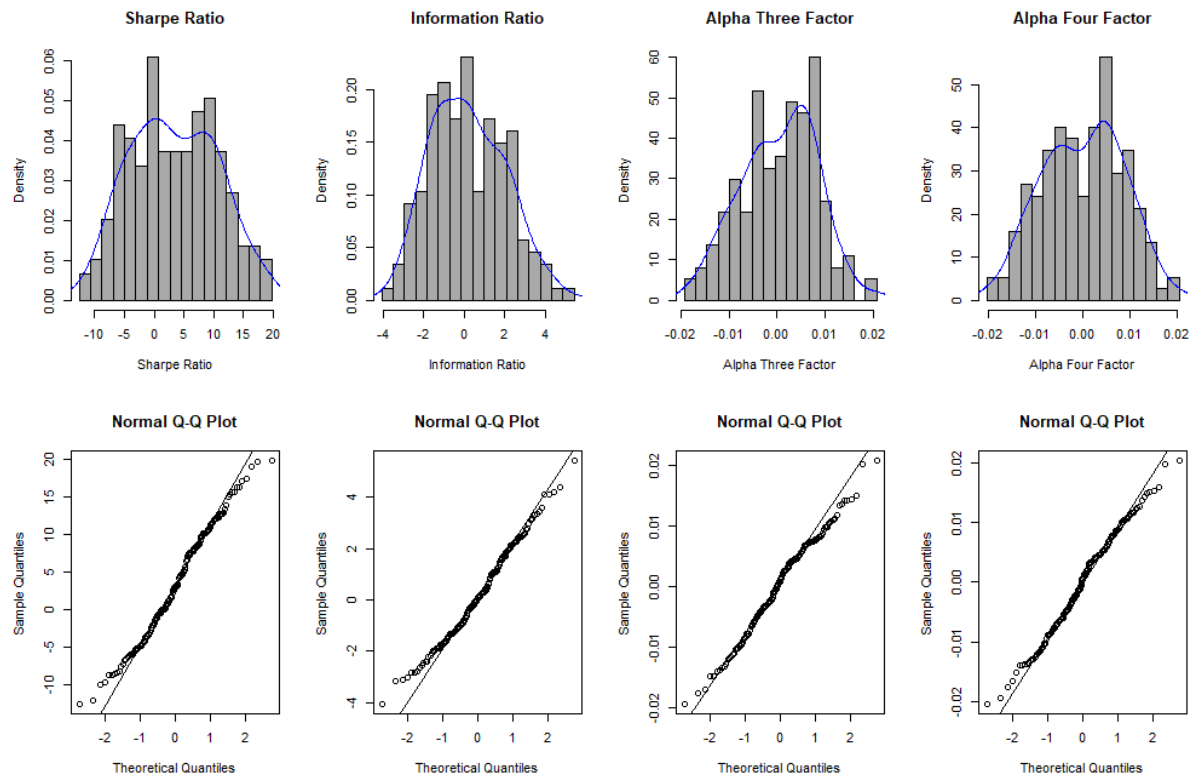 Sharpe Ratio
Density
0.00 0.01 0.02 0.03 0.04 0.05 0.06
-10 -5 0 5 10 15 20
Sharpe Ratio
Information Ratio
Density
0.00 0.05 0.10 0.15 0.20
-4 -2 0 2 4
Information Ratio
Alpha Three Factor
Density
0 10 20 30 40 50 60
-0.02 -0.01 0.00 0.01 0.02
Alpha Three Factor
Alpha Four Factor
Density
0 10 20 30 40 50
-0.02 -0.01 0.00 0.01 0.02
Alpha Four Factor
Normal Q-Q Plot
Sample Quantiles
-10 -5 0 5 10 15 20
-2 -1 0 1 2
Theoretical Quantiles
Normal Q-Q Plot
Sample Quantiles
-4 -2 0 2 4
-2 -1 0 1 2
Theoretical Quantiles
Normal Q-Q Plot
Sample Quantiles
-0.02 -0.01 0.00 0.01 0.02
-2 -1 0 1 2
Theoretical Quantiles
Normal Q-Q Plot
Sample Quantiles
-0.02 -0.01 0.00 0.01 0.02
-2 -1 0 1 2
Theoretical Quantiles